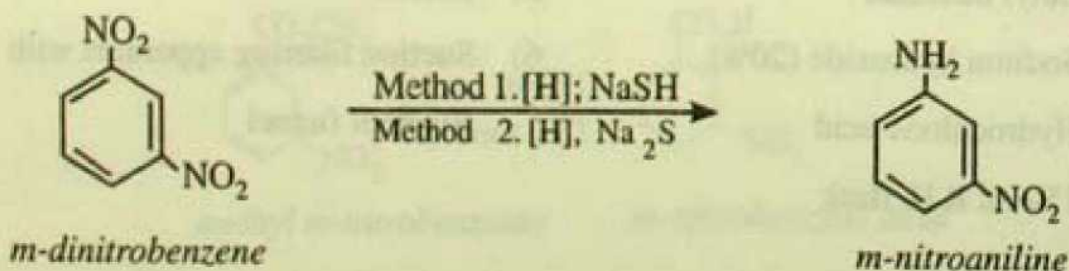 NO₂
NH₂
Method 1.[H]; NaSH
Method 2. [H], Na₂S
NO₂
NO₂
m-dinitrobenzene
m-nitroaniline